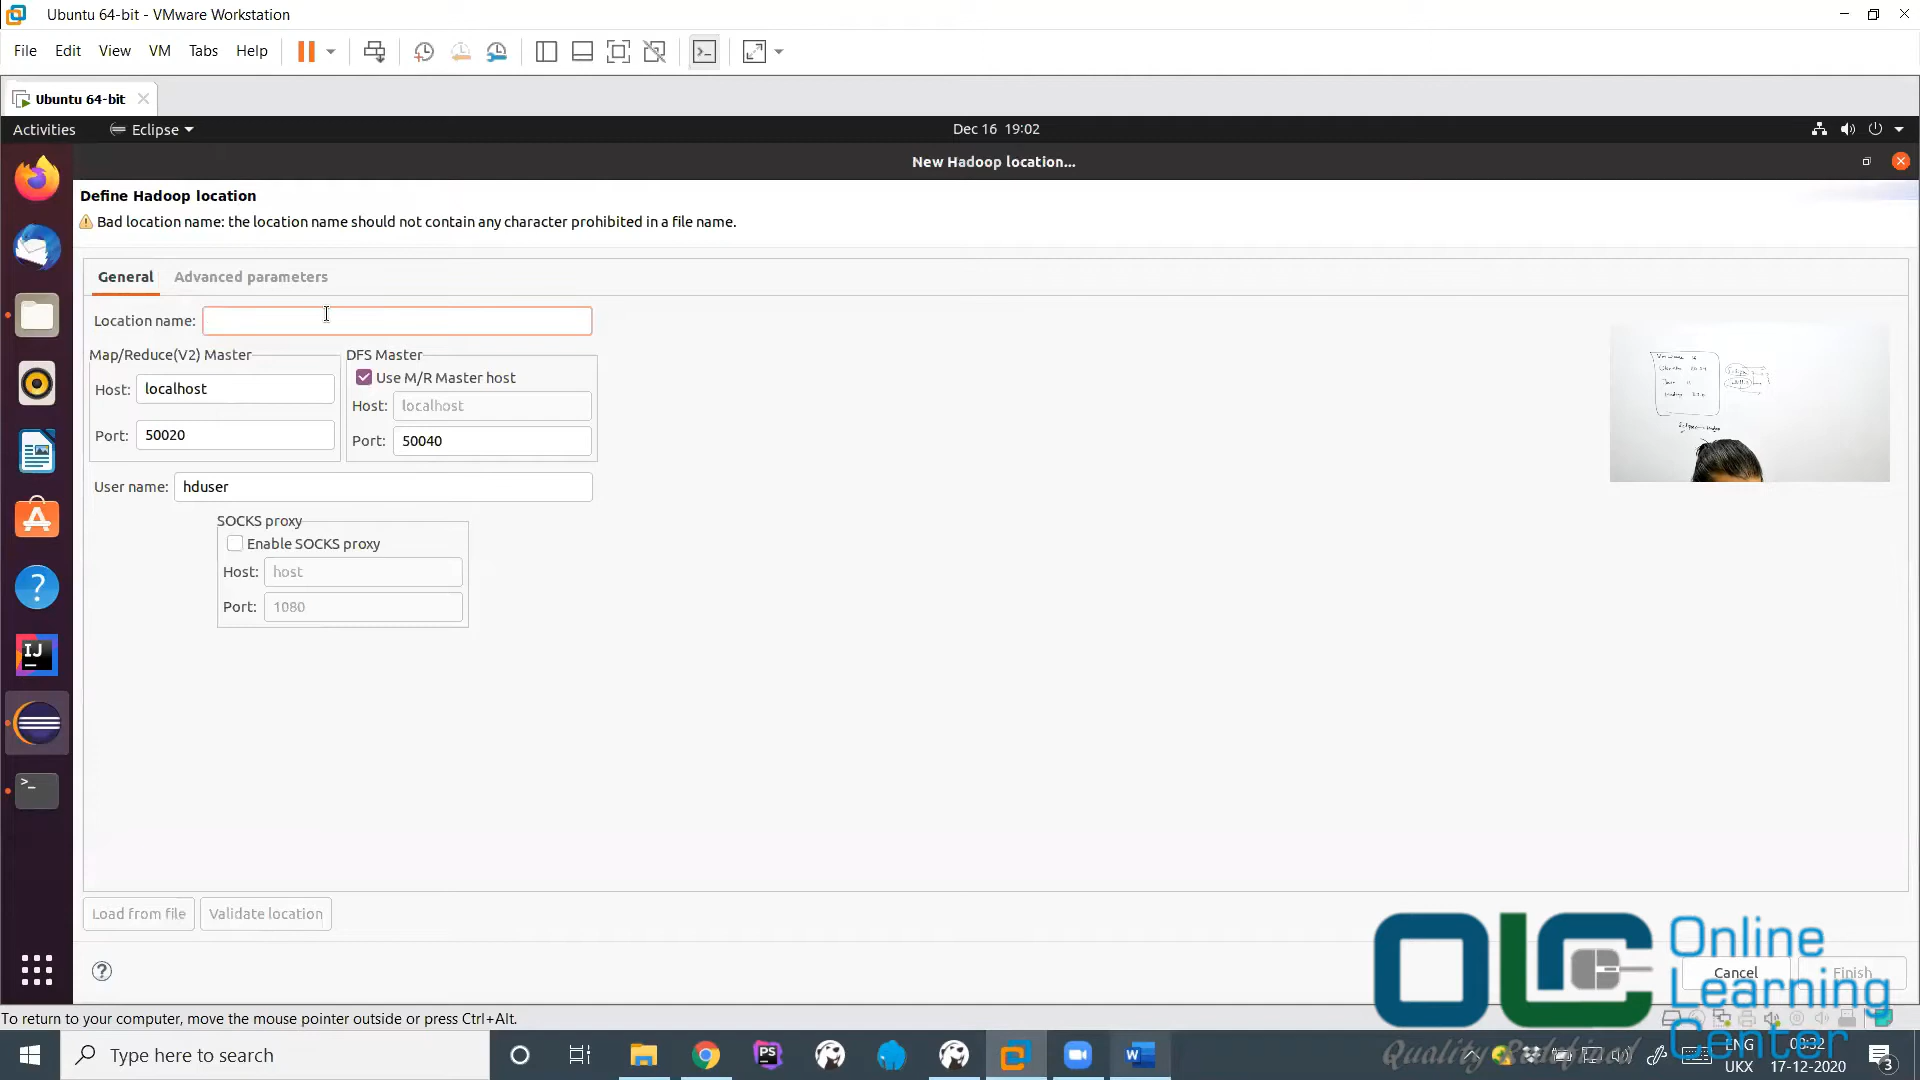 Ubuntu 64-bit - VMware Workstation
File Edit View VM Tabs Help
Ubuntu 64-bit
Activities Eclipse Dec 16 19:02
New Hadoop location...
Define Hadoop location
Bad location name: the location name should not contain any character prohibited in a file name.
General Advanced parameters
Location name:
Map/Reduce(V2) Master DFS Master
Use M/R Master host
Host: localhost Host: localhost
Port: 50020 Port: 50040
User name: hduser
SOCKS proxy
Enable SOCKS proxy
Host: host
Port: 1080
Load from file Validate location
Cancel Finish
OLC Online Learning Center
To return to your computer, move the mouse pointer outside or press Ctrl+Alt.
Type here to search
ENG
UKX 17-12-2020
3